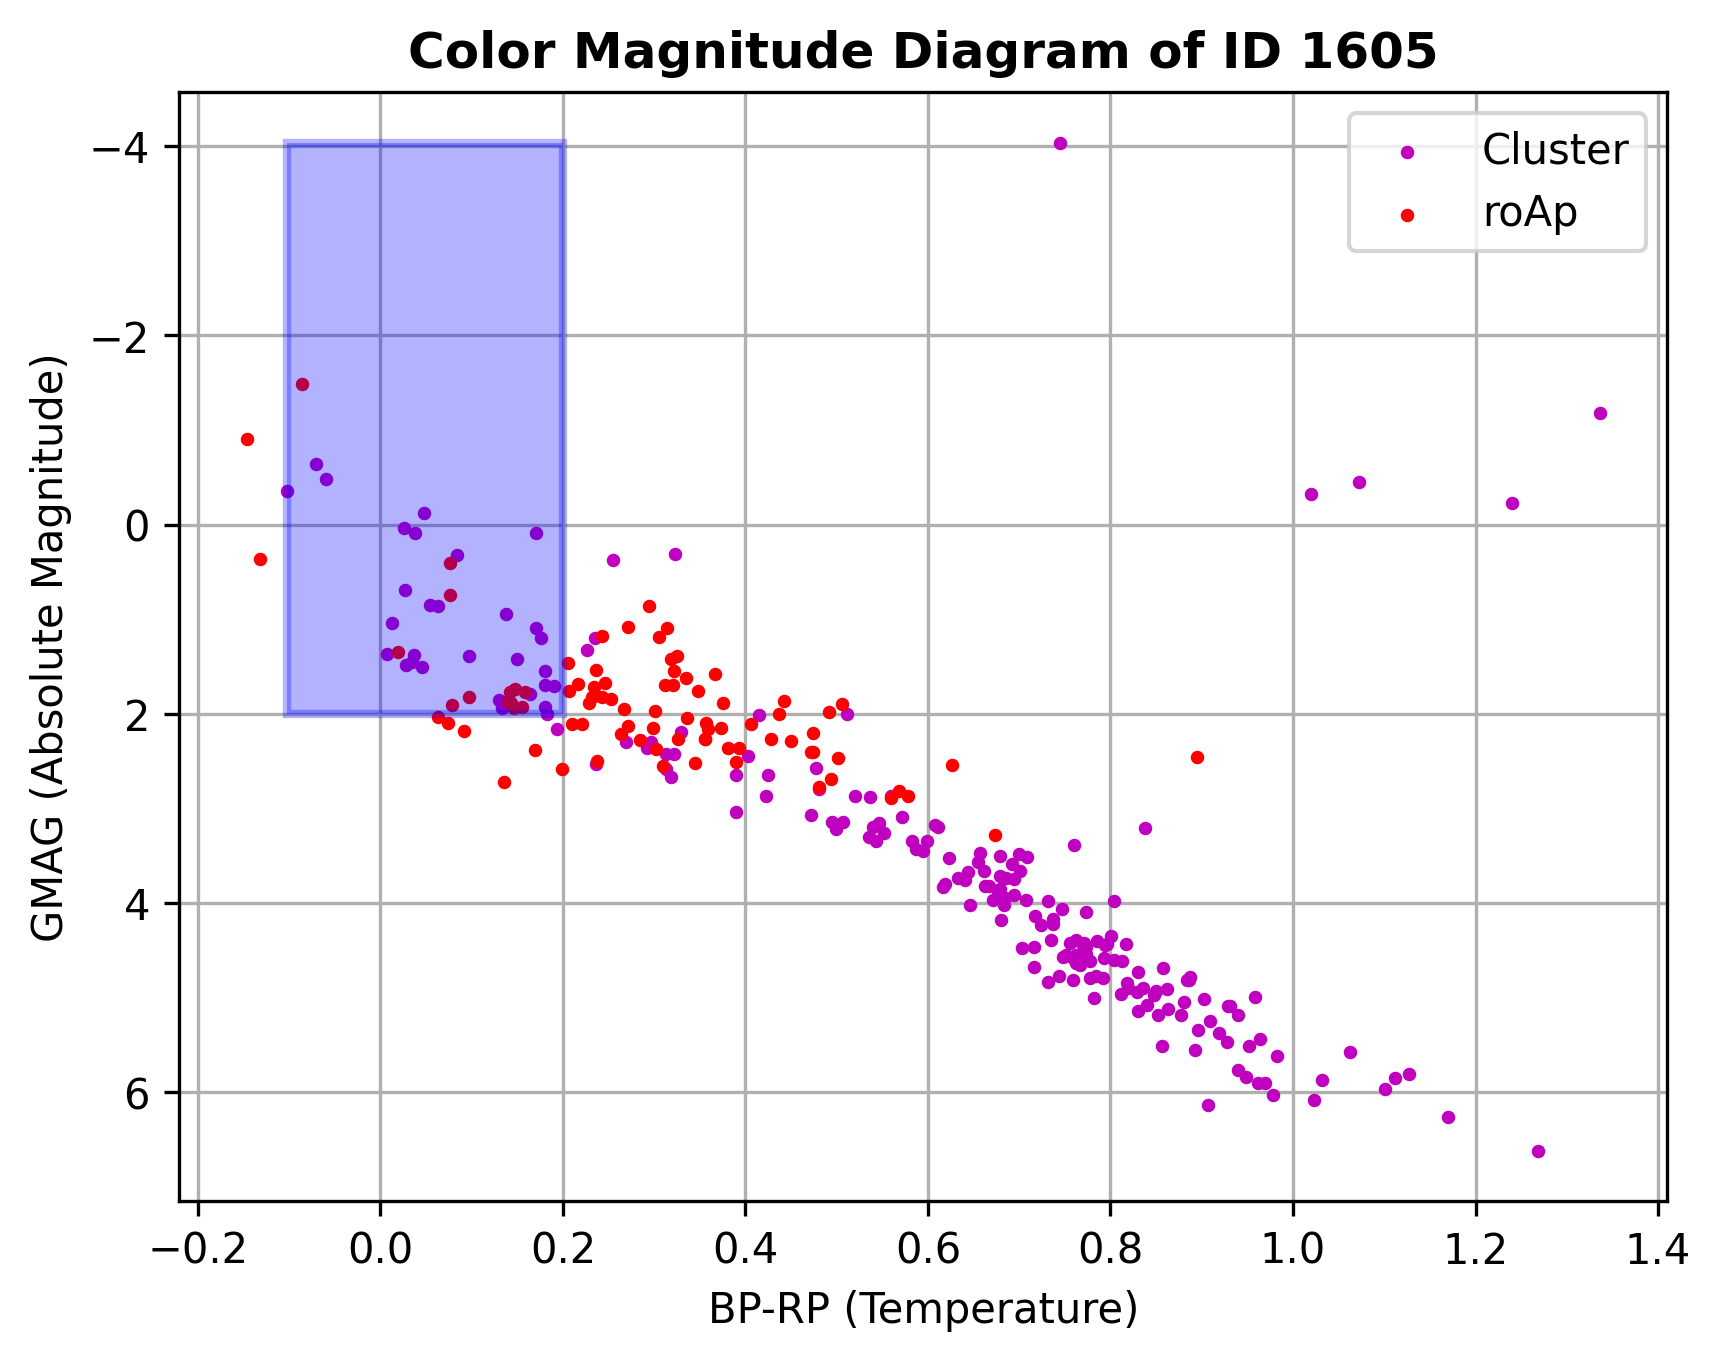 Color Magnitude Diagram of ID 1605
Cluster
roAp
GMAG (Absolute Magnitude)
−4
−2
0
2
4
6
−0.2 0.0 0.2 0.4 0.6 0.8 1.0 1.2 1.4
BP-RP (Temperature)